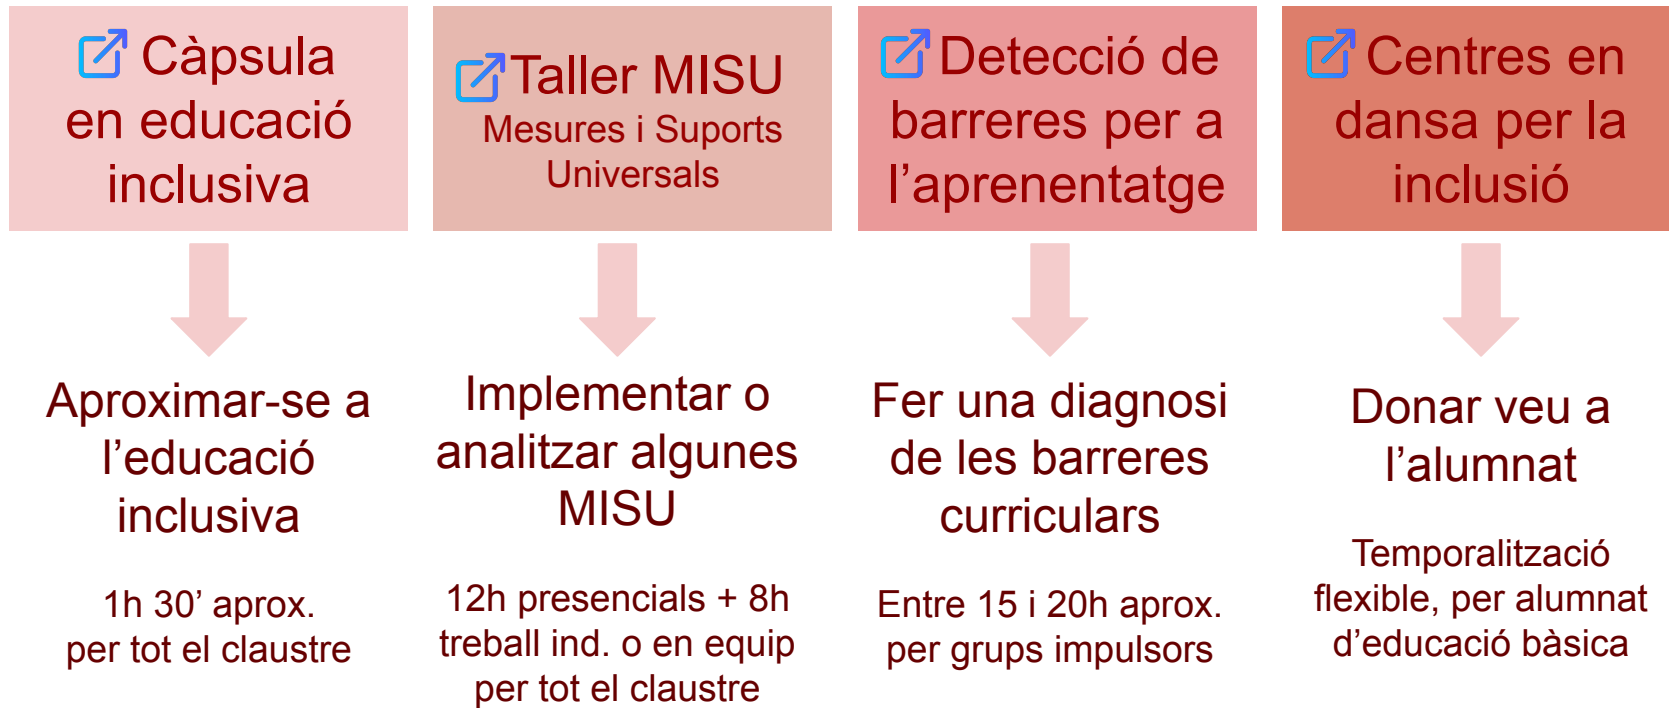 Càpsula
en educació
inclusiva
Taller MISU
Mesures i Suports
Universals
Detecció de
barreres per a
l’aprenentatge
Centres en
dansa per la
inclusió
Aproximar-se a
l’educació
inclusiva
1h 30’ aprox.
per tot el claustre
Implementar o
analitzar algunes
MISU
12h presencials + 8h
treball ind. o en equip
per tot el claustre
Fer una diagnosi
de les barreres
curriculars
Entre 15 i 20h aprox.
per grups impulsors
Donar veu a
l’alumnat
Temporalització
flexible, per alumnat
d’educació bàsica